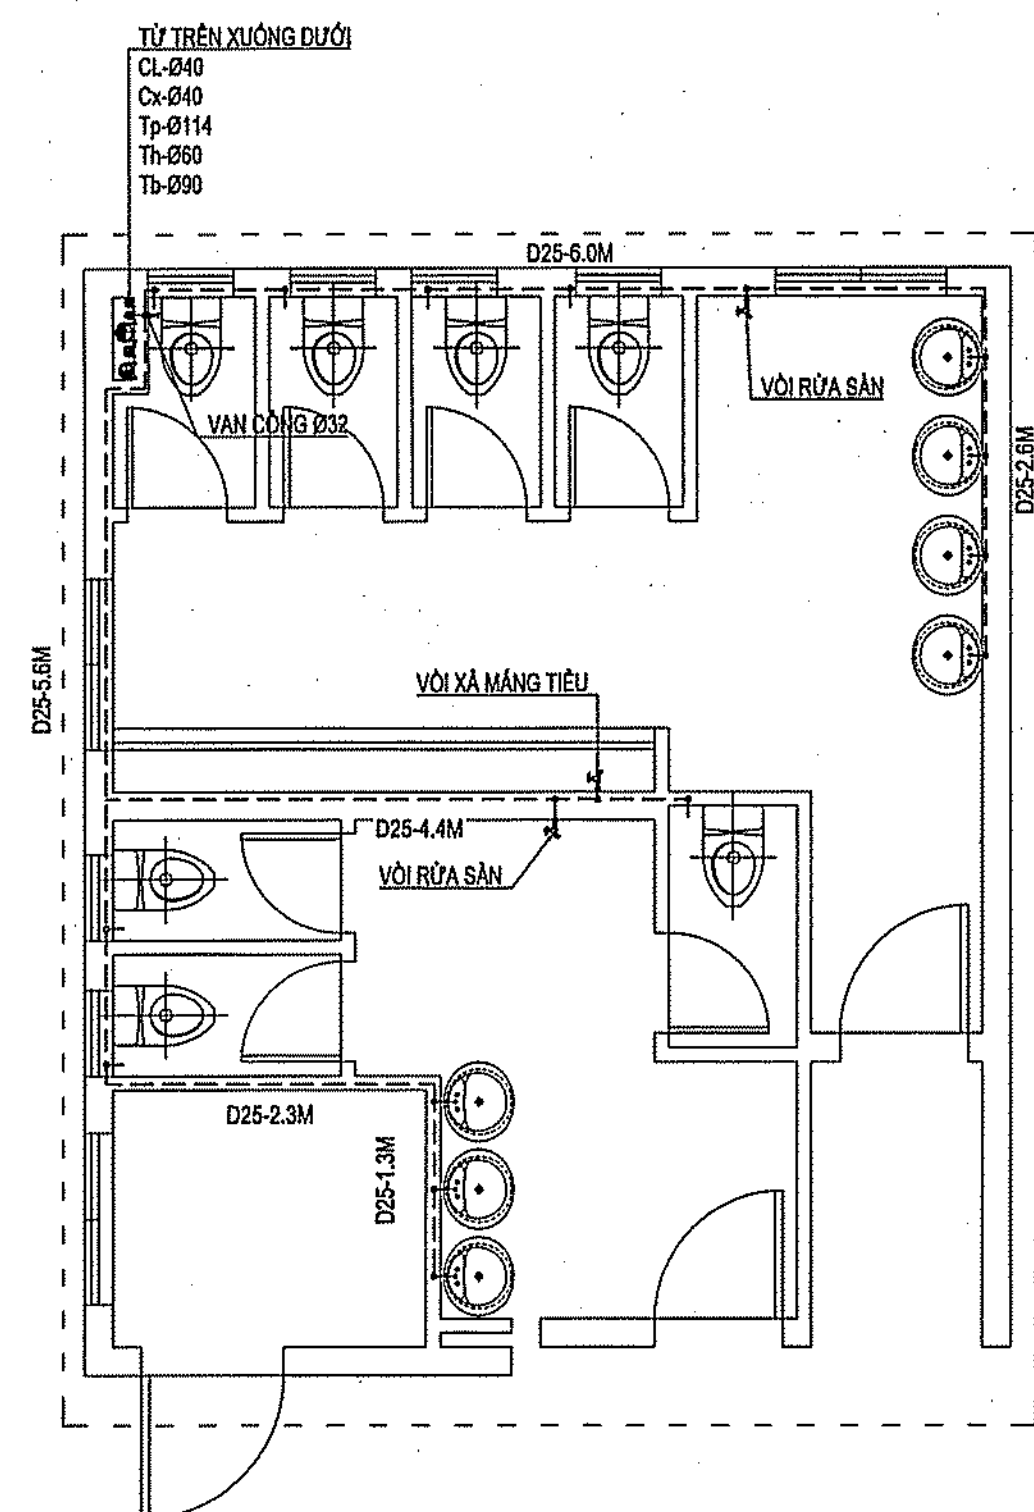 TỪ TRÊN XUỐNG DƯỚI
CL-Ø40
Cx-Ø40
Tp-Ø114
Th-Ø60
Tb-Ø90
D25-6.0M
VÒI RỬA SÀN
VAN CỔNG Ø32
D25-2.6M
D25-5.6M
VÒI XẢ MÁNG TIỂU
D25-4.4M
VÒI RỬA SÀN
D25-2.3M
D25-1.3M